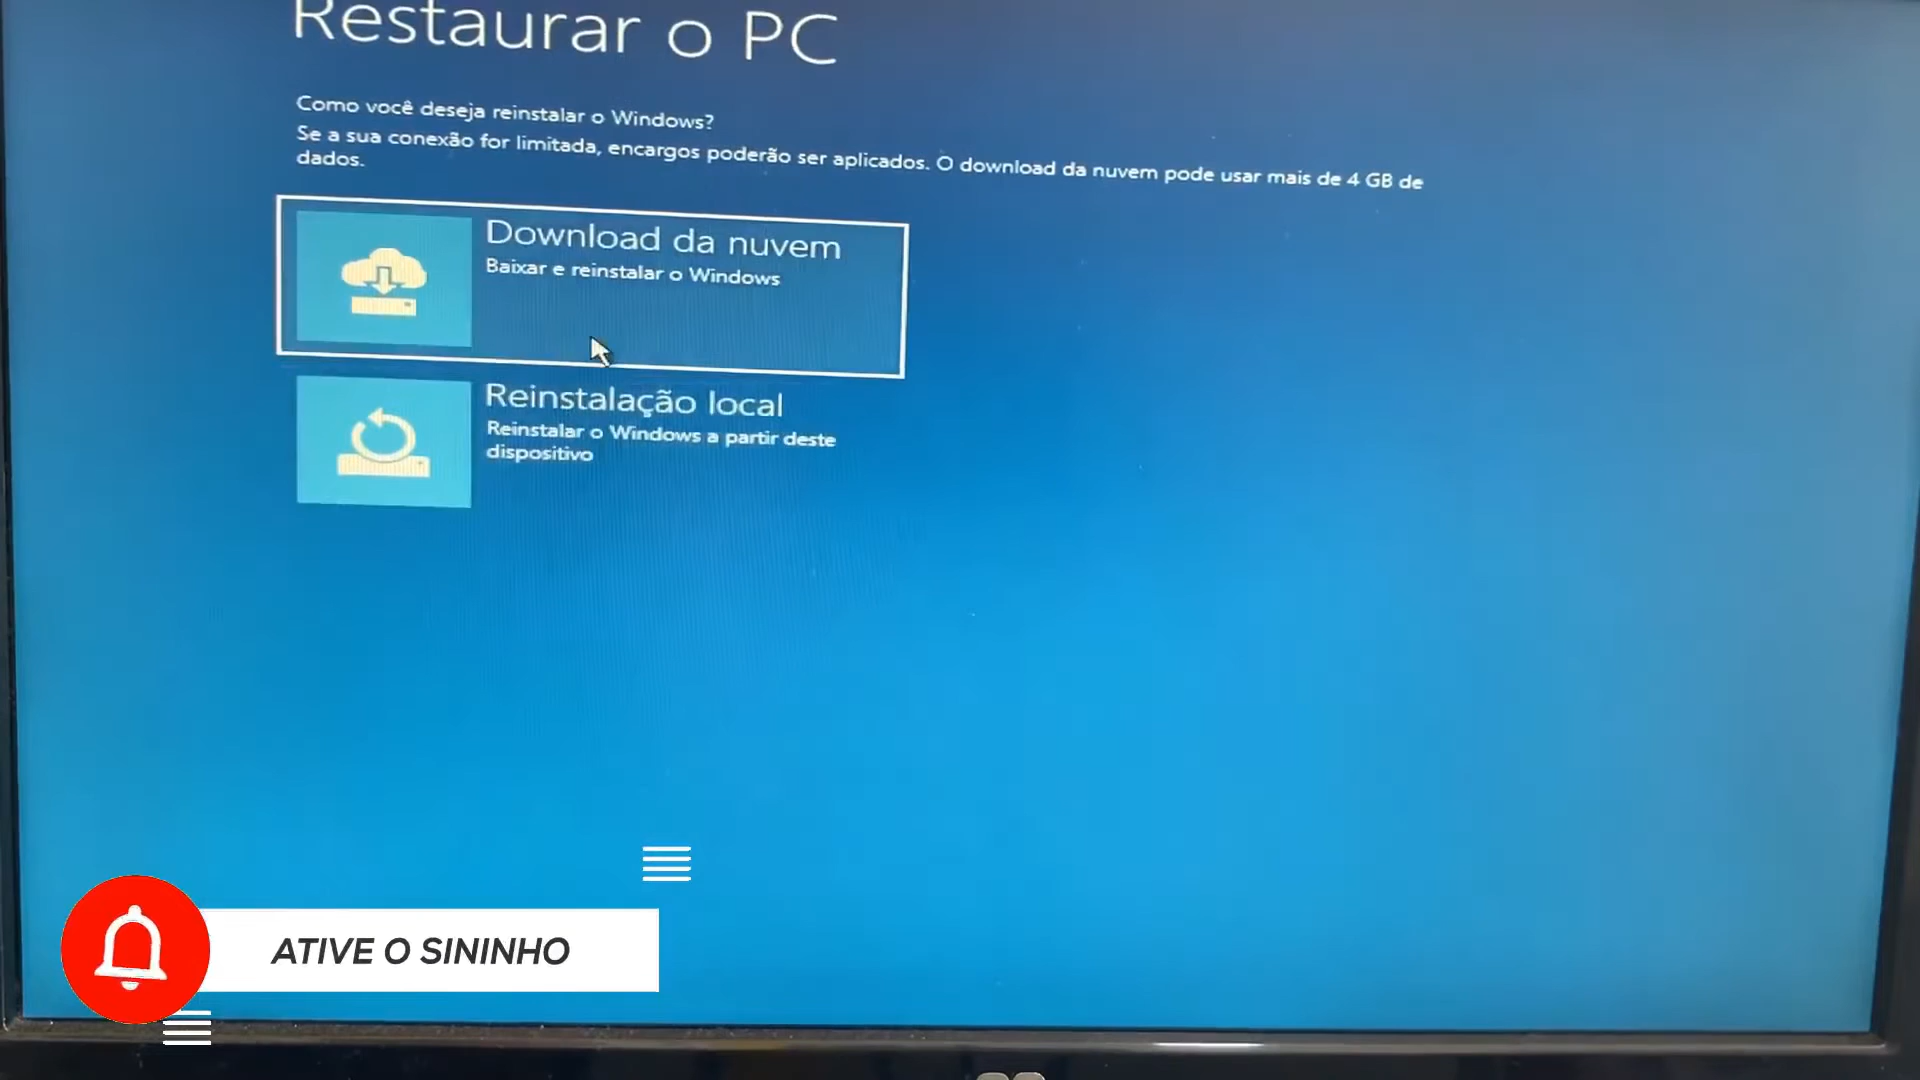 Restaurar o PC
Como você deseja reinstalar o Windows?
Se a sua conexão for limitada, encargos poderão ser aplicados. O download da nuvem pode usar mais de 4 GB de
dados.
Download da nuvem
Baixar e reinstalar o Windows
Reinstalação local
Reinstalar o Windows a partir deste
dispositivo
ATIVE O SININHO